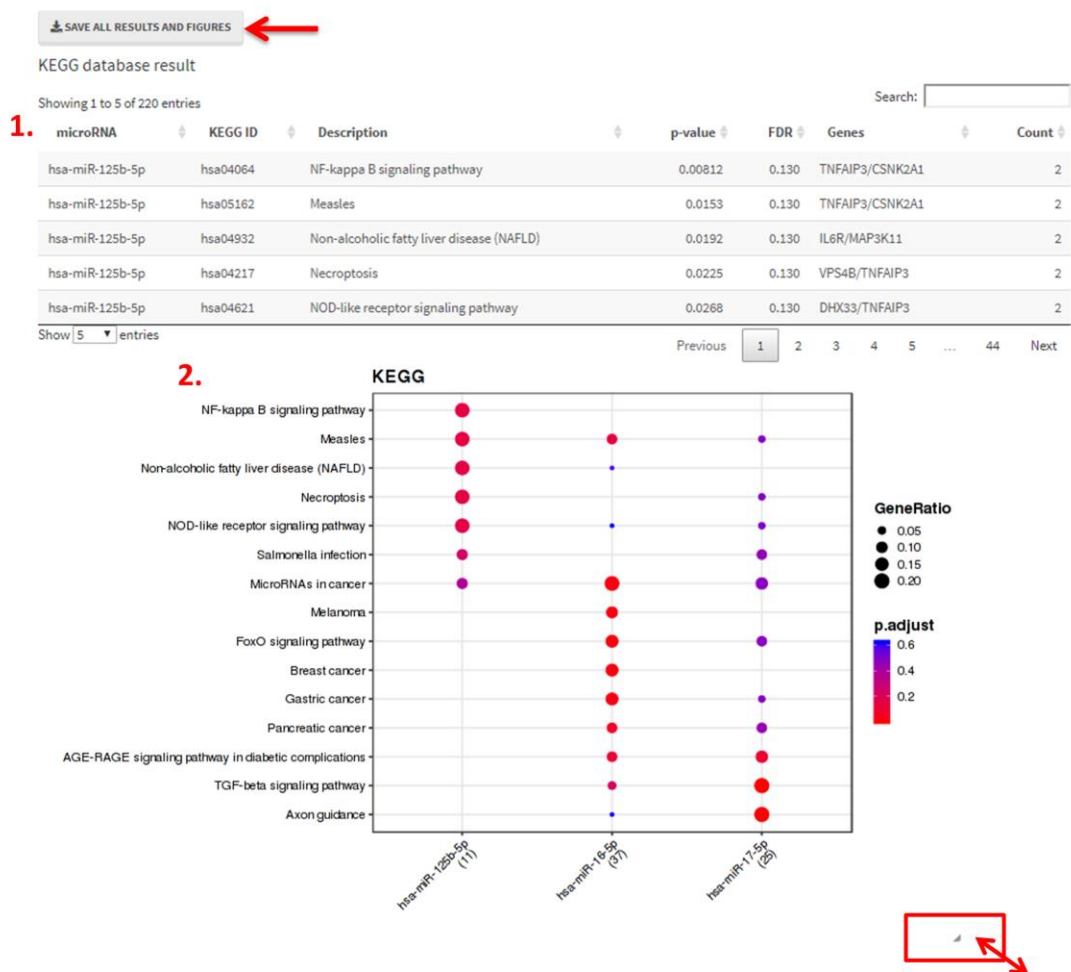 SAVE ALL RESULTS AND FIGURES
KEGG database result
Showing 1 to 5 of 220 entries
Search:
1.
microRNA KEGG ID Description p-value FDR Genes Count
hsa-miR-125b-5p hsa04064 NF-kappa B signaling pathway 0.00812 0.130 TNFAIP3/CSNK2A1 2
hsa-miR-125b-5p hsa05162 Measles 0.0153 0.130 TNFAIP3/CSNK2A1 2
hsa-miR-125b-5p hsa04932 Non-alcoholic fatty liver disease (NAFLD) 0.0192 0.130 IL6R/MAP3K11 2
hsa-miR-125b-5p hsa04217 Necroptosis 0.0225 0.130 VPS4B/TNFAIP3 2
hsa-miR-125b-5p hsa04621 NOD-like receptor signaling pathway 0.0268 0.130 DHX33/TNFAIP3 2
Show 5 entries
Previous 1 2 3 4 5 ... 44 Next
2.
KEGG
NF-kappa B signaling pathway
Measles
Non-alcoholic fatty liver disease (NAFLD)
Necroptosis
NOD-like receptor signaling pathway
Salmonella infection
MicroRNAs in cancer
Melanoma
FoxO signaling pathway
Breast cancer
Gastric cancer
Pancreatic cancer
AGE-RAGE signaling pathway in diabetic complications
TGF-beta signaling pathway
Axon guidance
hsa-miR-125b-5p
(11)
hsa-miR-16-5p
(37)
hsa-miR-17-5p
(25)
GeneRatio
0.05
0.10
0.15
0.20
p.adjust
0.6
0.4
0.2